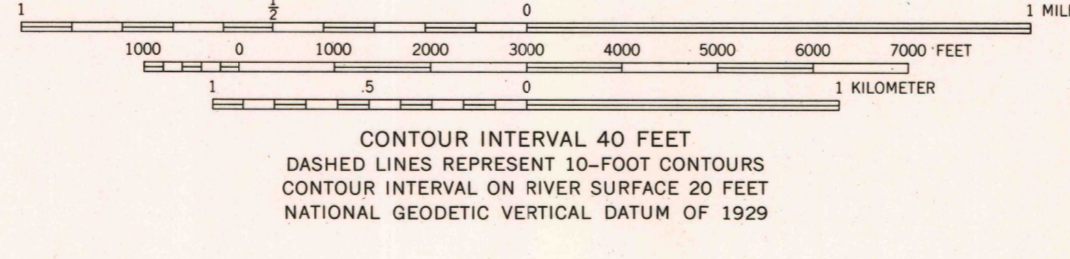 1 ½ 0 1 MIL
1000 0 1000 2000 3000 4000 5000 6000 7000 FEET
1 .5 0 1 KILOMETER
CONTOUR INTERVAL 40 FEET
DASHED LINES REPRESENT 10–FOOT CONTOURS
CONTOUR INTERVAL ON RIVER SURFACE 20 FEET
NATIONAL GEODETIC VERTICAL DATUM OF 1929